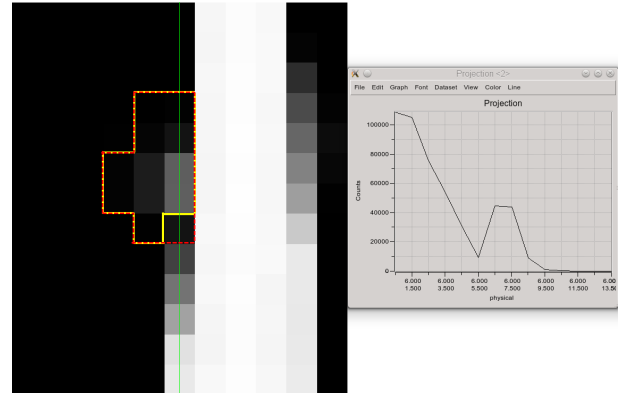 Projection <2>
File Edit Graph Font Dataset View Color Line
Projection
100000
80000
60000
40000
20000
0
Counts
6.000 6.000 6.000 6.000 6.000 6.000 6.00
1.500 3.500 5.500 7.500 9.500 11.500 13.50
physical